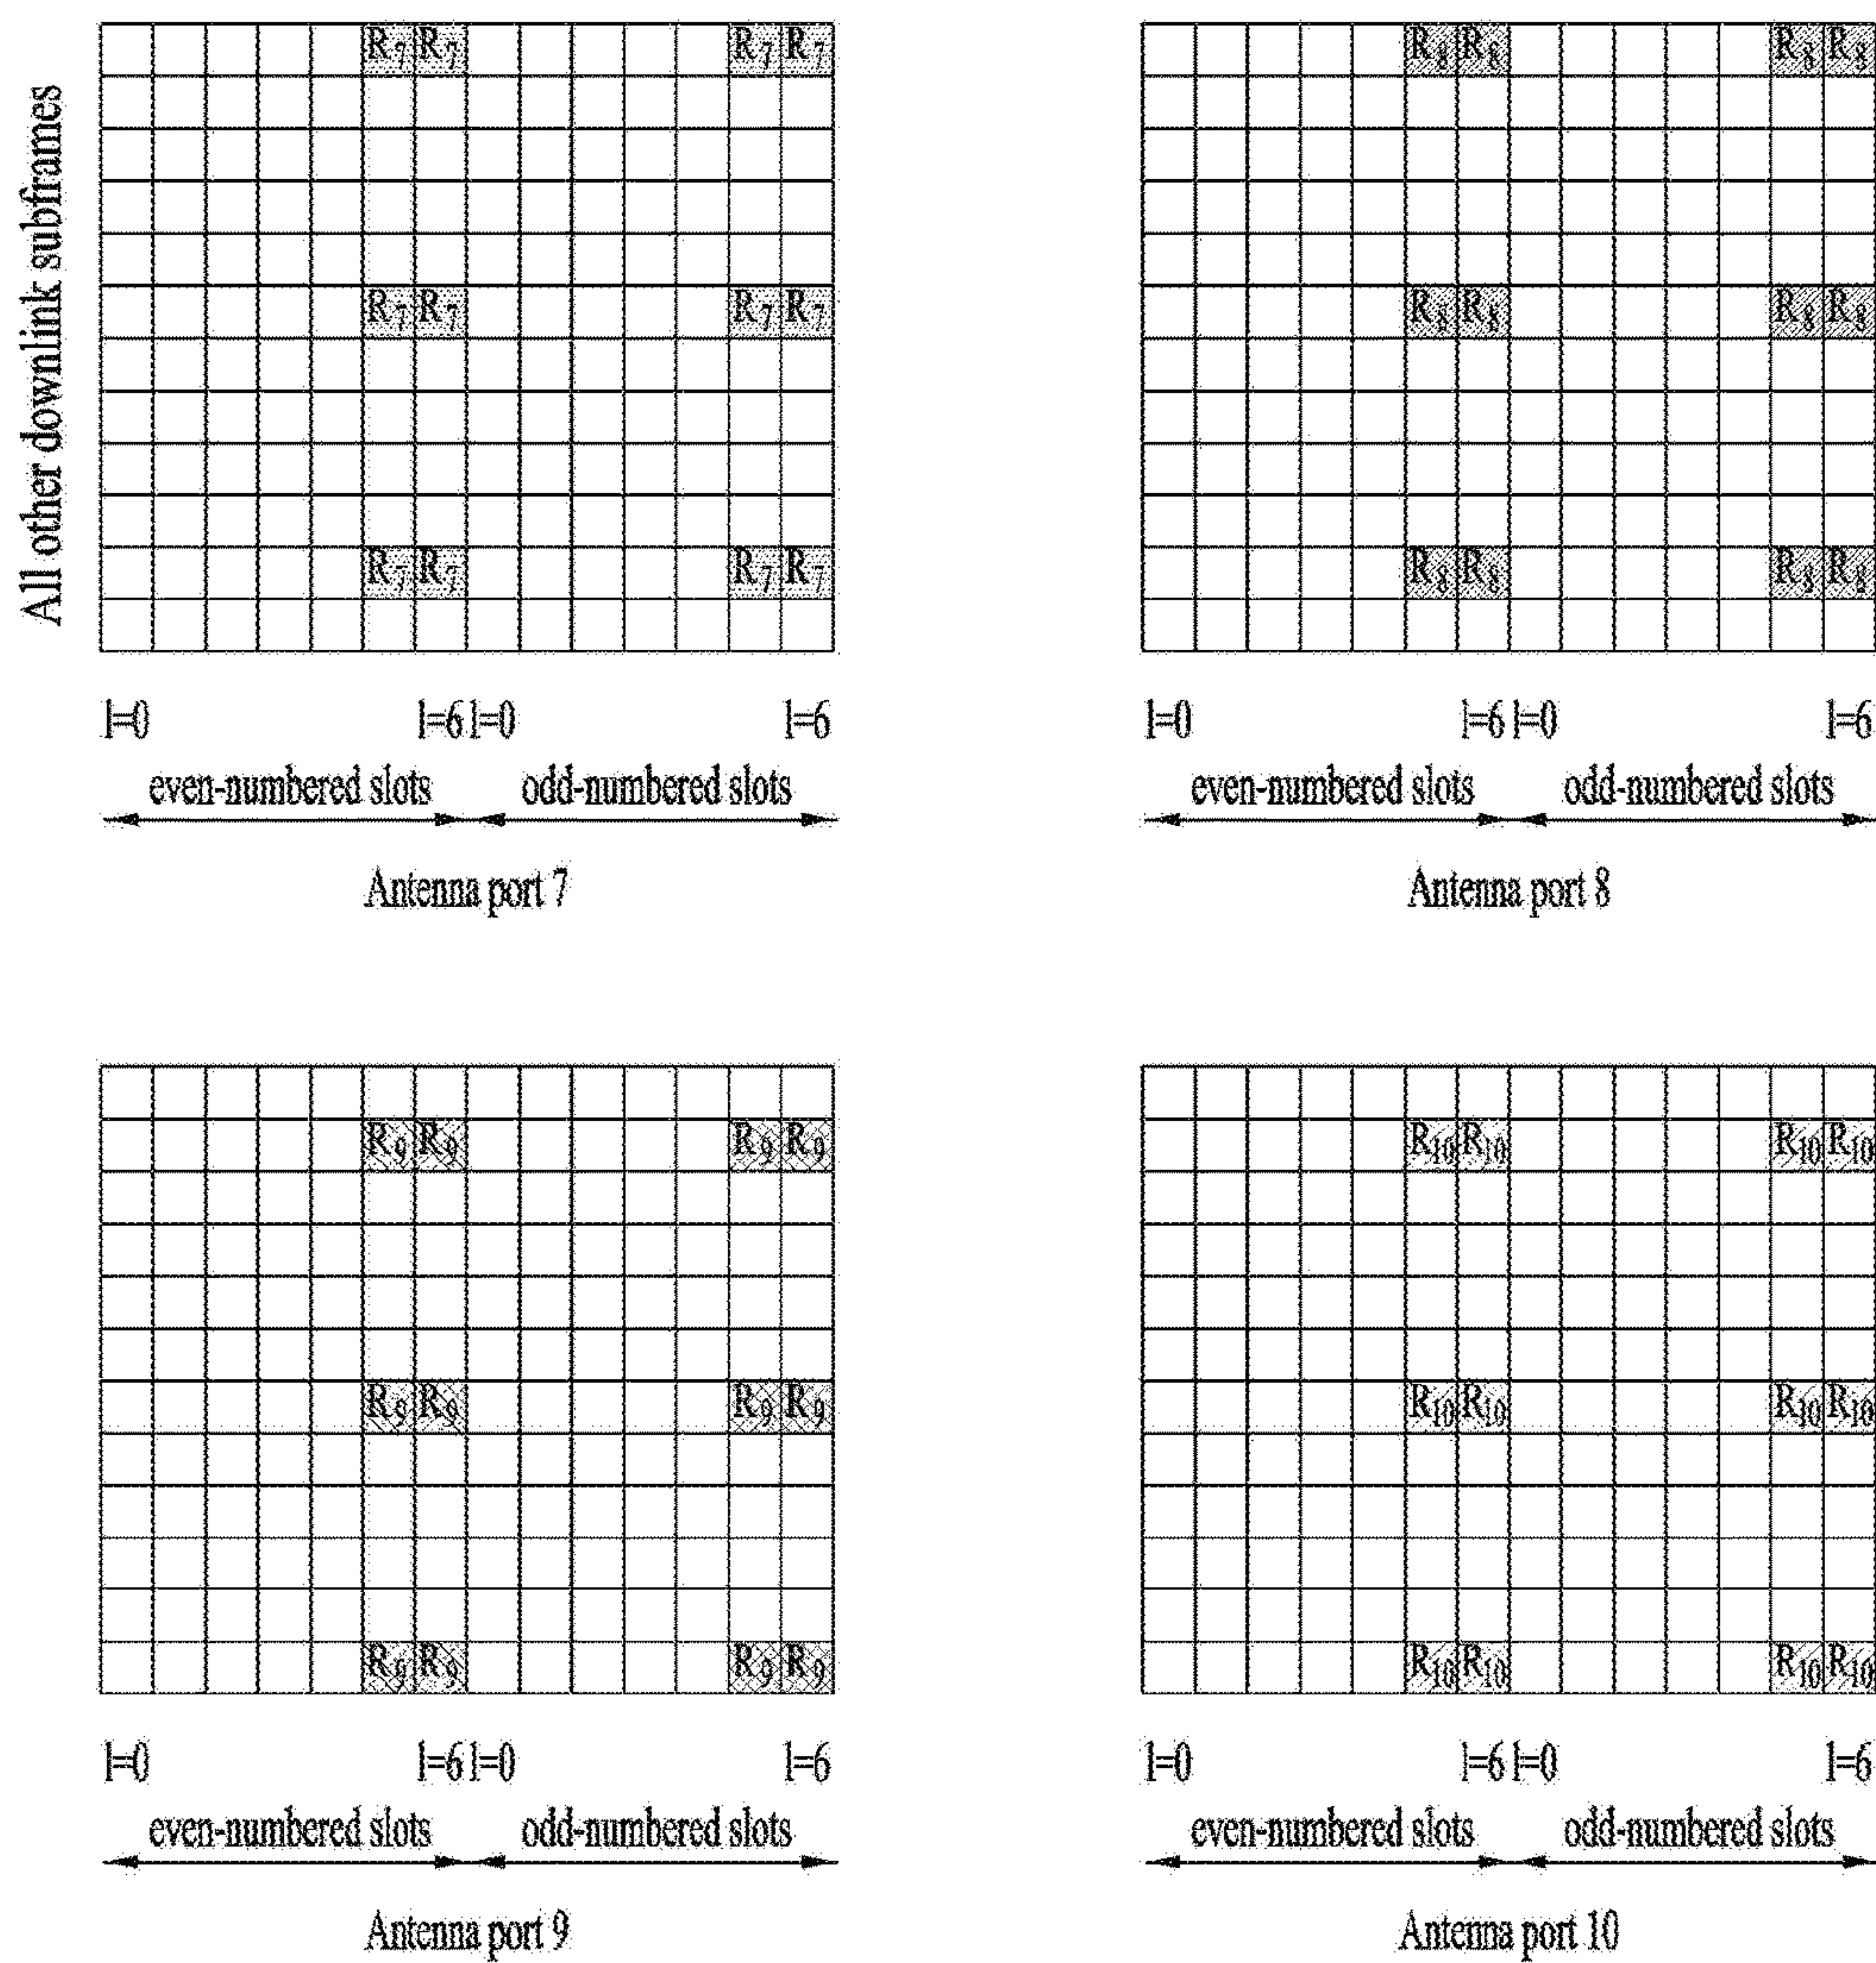 All other downlink subframes
R7 R7 R7 R7
R7 R7 R7 R7
R7 R7 R7 R7
l=0 l=6 l=0 l=6
even-numbered slots odd-numbered slots
Antenna port 7
R8 R8 R8 R8
R8 R8 R8 R8
R8 R8 R8 R8
l=0 l=6 l=0 l=6
even-numbered slots odd-numbered slots
Antenna port 8
R9 R9 R9 R9
R9 R9 R9 R9
R9 R9 R9 R9
l=0 l=6 l=0 l=6
even-numbered slots odd-numbered slots
Antenna port 9
R10 R10 R10 R10
R10 R10 R10 R10
R10 R10 R10 R10
l=0 l=6 l=0 l=6
even-numbered slots odd-numbered slots
Antenna port 10